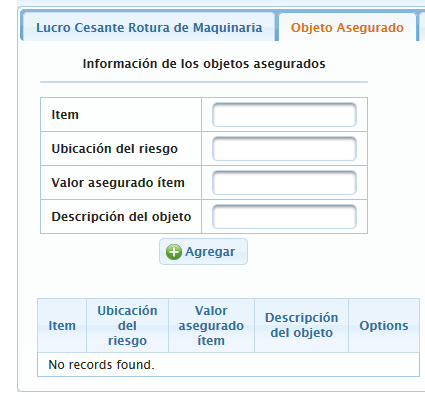 Lucro Cesante Rotura de Maquinaria
Objeto Asegurado
Información de los objetos asegurados
Item
Ubicación del riesgo
Valor asegurado ítem
Descripción del objeto
Agregar
Item
Ubicación
del
riesgo
Valor
asegurado
ítem
Descripción
del objeto
Options
No records found.